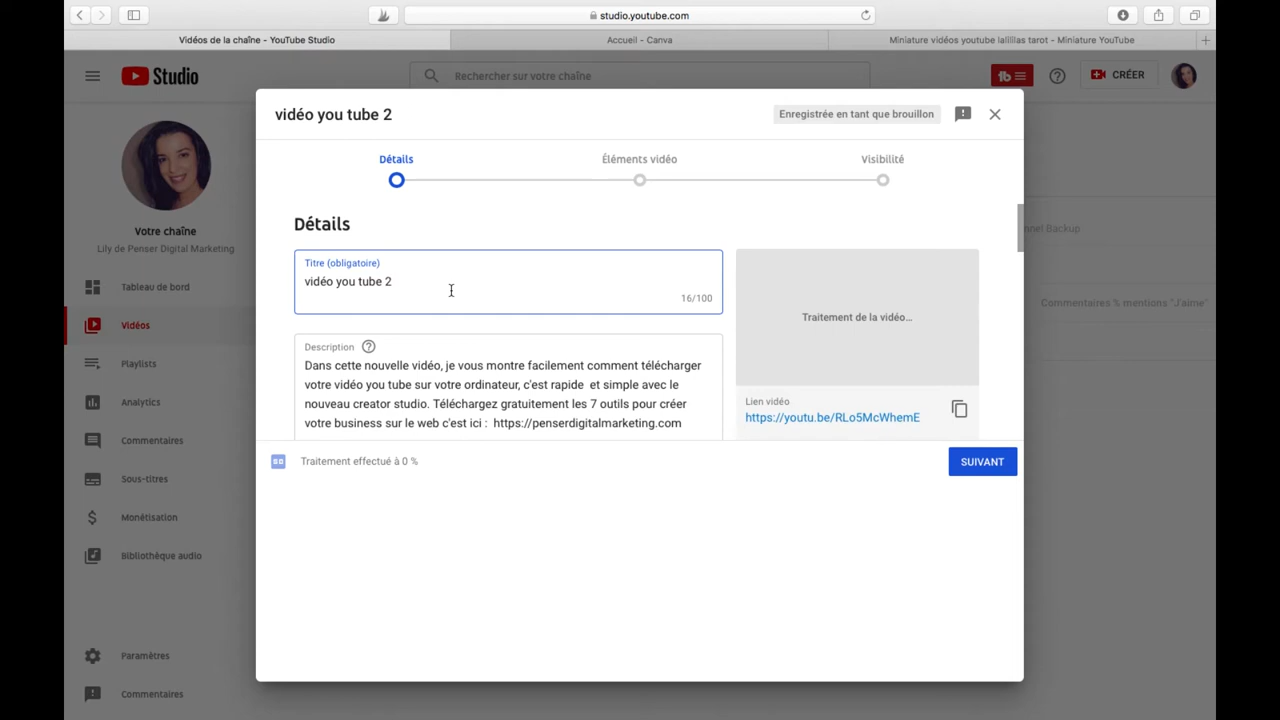 studio.youtube.com
Vidéos de la chaîne - YouTube Studio
Accueil - Canva
Miniature vidéos youtube lalilias tarot - Miniature YouTube
Studio
Rechercher sur votre chaîne
tb
CRÉER
vidéo you tube 2
Enregistrée en tant que brouillon
Détails
Éléments vidéo
Visibilité
Votre chaîne
Lily de Penser Digital Marketing
Tableau de bord
Vidéos
Playlists
Analytics
Commentaires
Sous-titres
Monétisation
Bibliothèque audio
Paramètres
Commentaires
Détails
Titre (obligatoire)
vidéo you tube 2
16/100
Description
Dans cette nouvelle vidéo, je vous montre facilement comment télécharger
votre vidéo you tube sur votre ordinateur, c'est rapide et simple avec le
nouveau creator studio. Téléchargez gratuitement les 7 outils pour créer
votre business sur le web c'est ici : https://penserdigitalmarketing.com
Traitement de la vidéo…
Lien vidéo
https://youtu.be/RLo5McWhemE
nnel Backup
Commentaires % mentions "J'aime"
SD
Traitement effectué à 0 %
SUIVANT